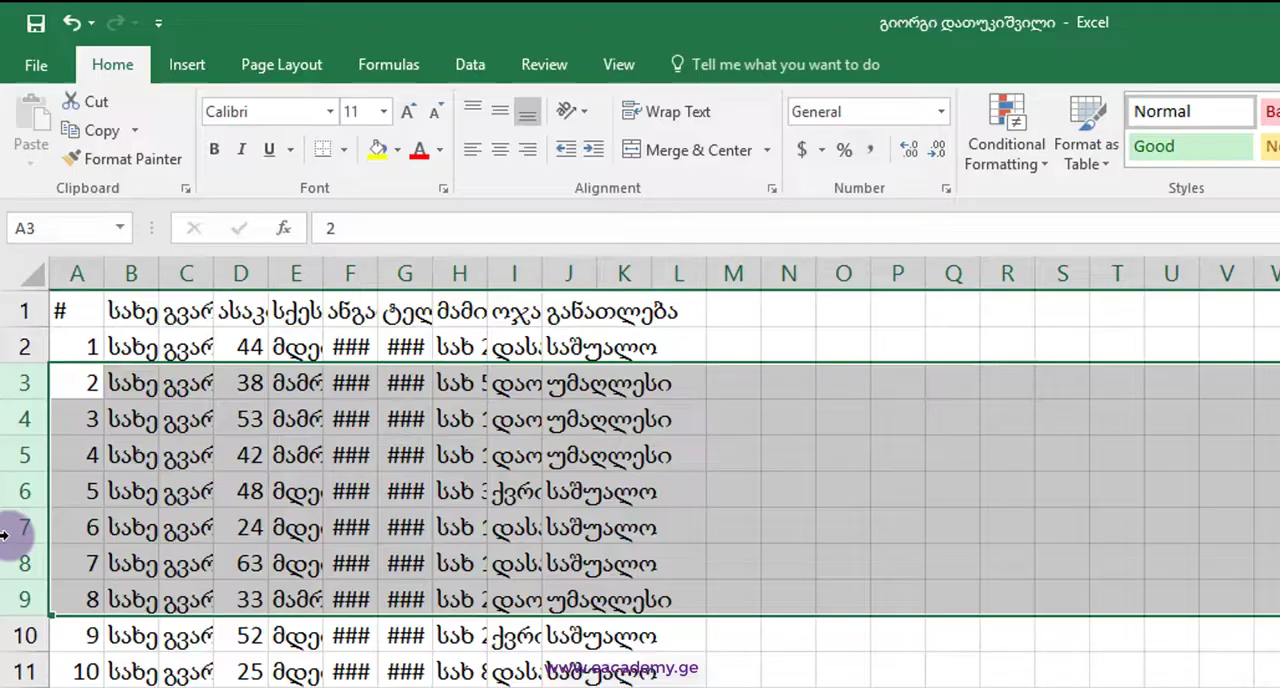 გიორგი დათუკიშვილი - Excel
File Home Insert Page Layout Formulas Data Review View Tell me what you want to do
Paste Cut Copy Format Painter
Calibri 11
B I U A
Wrap Text
Merge & Center
General
$ % ,
Conditional Formatting
Format as Table
Normal Ba
Good N
Clipboard Font Alignment Number Styles
A3 fx 2
A B C D E F G H I J K L M N O P Q R S T U V
1 # სახე გვარ ასაკ სქეს ანგა ტელ მამი ოჯა განათლება
2 1 სახე გვარ 44 მდე ### ### სახ 2 დას საშუალო
3 2 სახე გვარ 38 მამრ ### ### სახ 5 დაო უმაღლესი
4 3 სახე გვარ 53 მამრ ### ### სახ 1 დაო უმაღლესი
5 4 სახე გვარ 42 მამრ ### ### სახ 1 დაო უმაღლესი
6 5 სახე გვარ 48 მდე ### ### სახ 3 ქვრი საშუალო
7 6 სახე გვარ 24 მდე ### ### სახ 1 დას საშუალო
8 7 სახე გვარ 63 მდე ### ### სახ 1 დას საშუალო
9 8 სახე გვარ 33 მამრ ### ### სახ 2 დაო უმაღლესი
10 9 სახე გვარ 52 მდე ### ### სახ 2 ქვრი საშუალო
11 10 სახე გვარ 25 მდე ### ### სახ 8 დას საშუალო
www.eacademy.ge